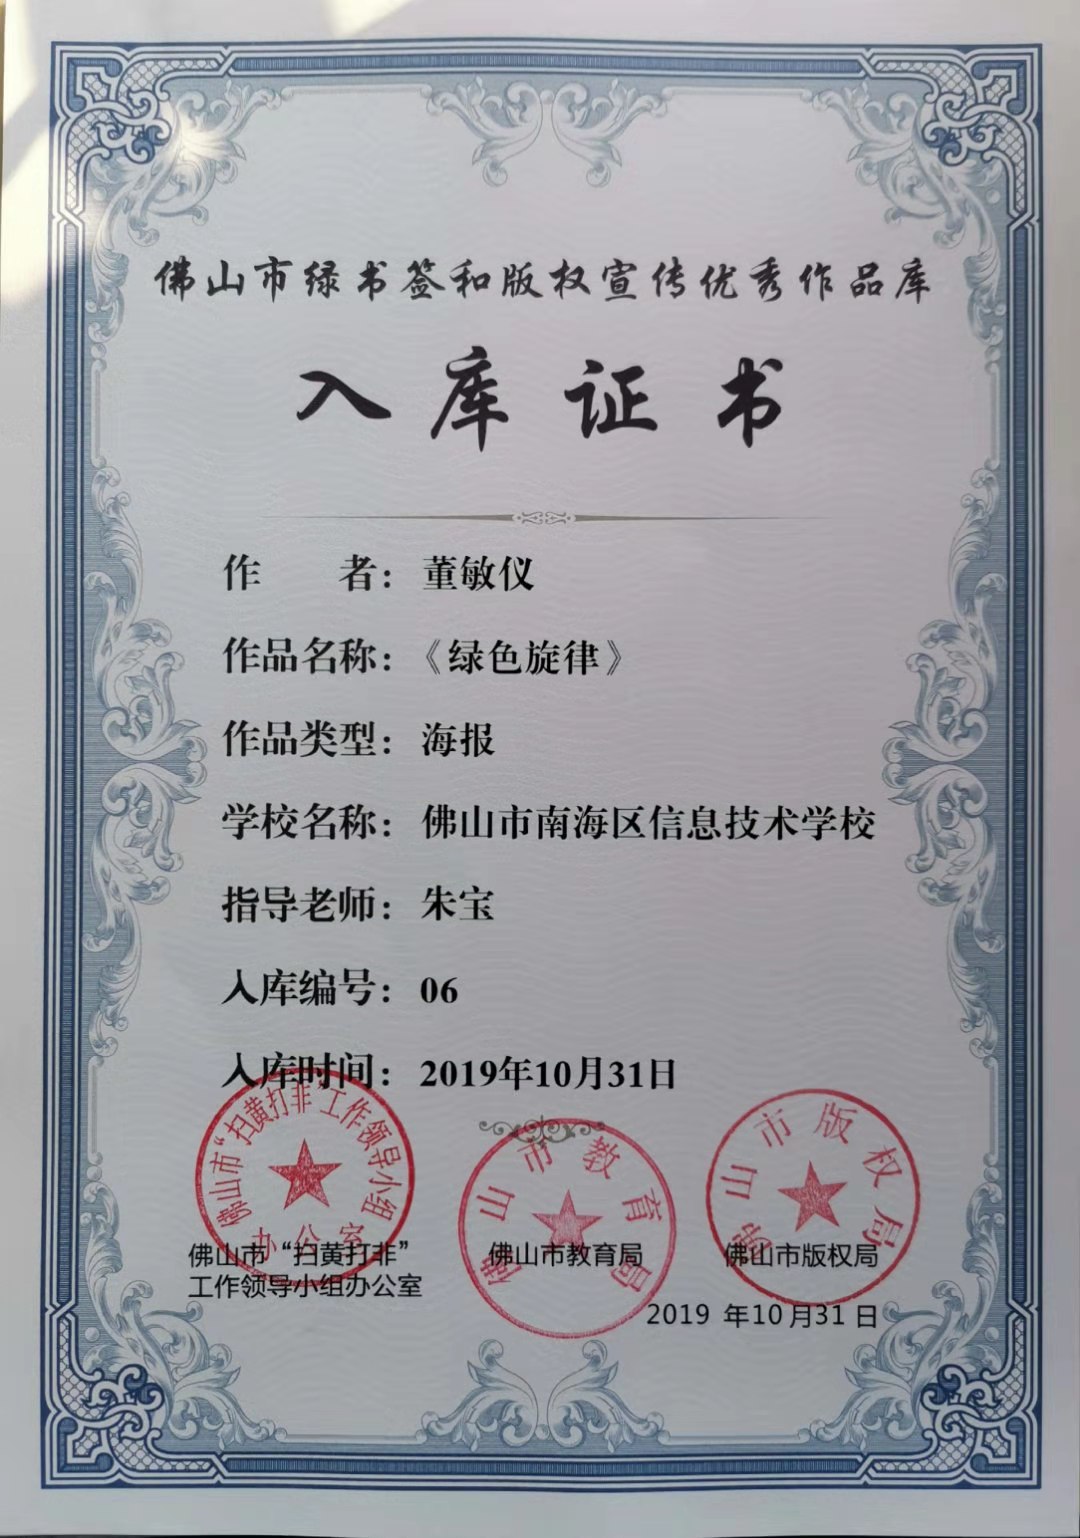 佛山市绿书签和版权宣传优秀作品库
入库证书
作 者：董敏仪
作品名称：《绿色旋律》
作品类型：海报
学校名称：佛山市南海区信息技术学校
指导老师：朱宝
入库编号：06
入库时间：2019年10月31日
佛山市“扫黄打非”工作领导小组
办公室
佛山市教育局
佛山市版权局
佛山市“扫黄打非”
工作领导小组办公室
佛山市教育局
佛山市版权局
2019 年10月31日